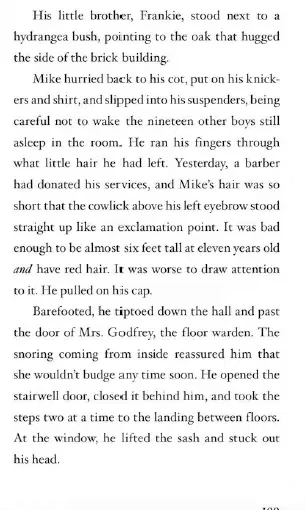 His little brother, Frankie, stood next to a
hydrangea bush, pointing to the oak that hugged
the side of the brick building.
Mike hurried back to his cot, put on his knick-
ers and shirt, and slipped into his suspenders, being
careful not to wake the nineteen other boys still
asleep in the room. He ran his fingers through
what little hair he had left. Yesterday, a barber
had donated his services, and Mike's hair was so
short that the cowlick above his left eyebrow stood
straight up like an exclamation point. It was bad
enough to be almost six feet tall at eleven years old
and have red hair. It was worse to draw attention
to it. He pulled on his cap.
Barefooted, he tiptoed down the hall and past
the door of Mrs. Godfrey, the floor warden. The
snoring coming from inside reassured him that
she wouldn't budge any time soon. He opened the
stairwell door, closed it behind him, and took the
steps two at a time to the landing between floors.
At the window, he lifted the sash and stuck out
his head.